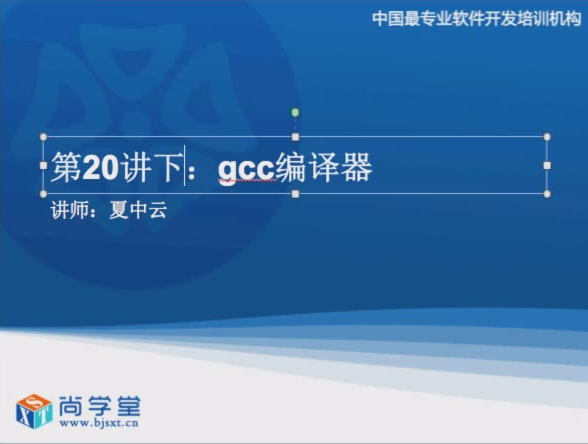 中国最专业软件开发培训机构
第20讲下：gcc编译器
讲师：夏中云
XST
尚学堂
www.bjsxt.cn